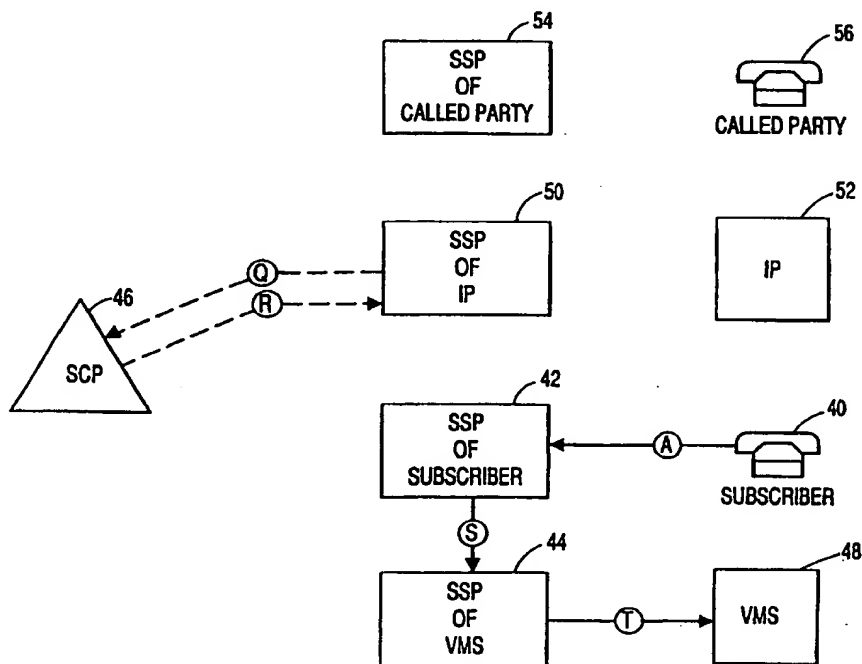 54
SSP
OF
CALLED PARTY
56
CALLED PARTY
50
SSP
OF
IP
52
IP
Q
R
46
SCP
42
SSP
OF
SUBSCRIBER
A
40
SUBSCRIBER
S
44
SSP
OF
VMS
T
48
VMS